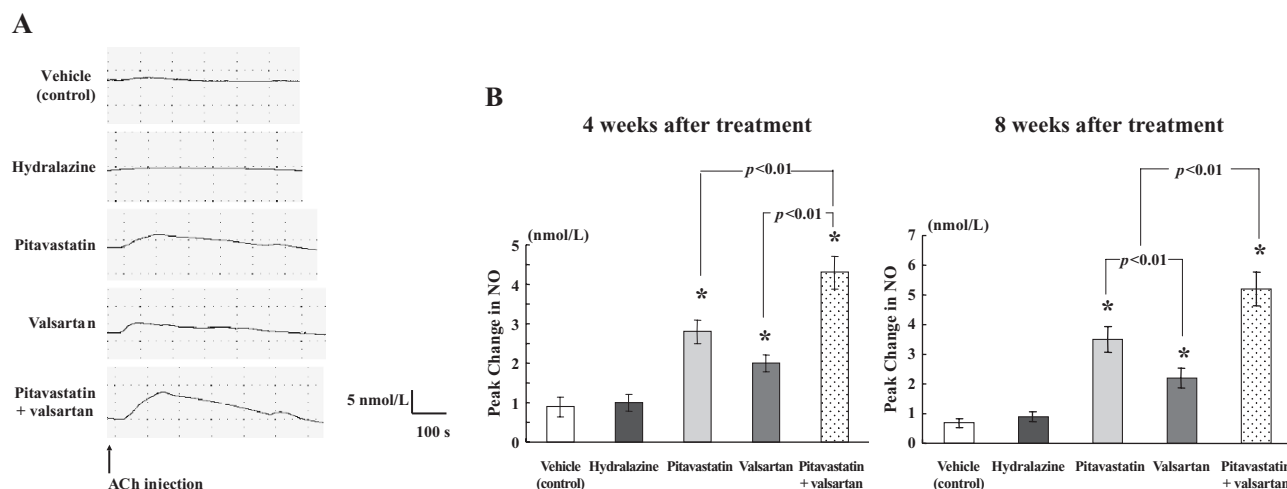 A
Vehicle
(control)
Hydralazine
Pitavastatin
Valsartan
Pitavastatin
+ valsartan
5 nmol/L
100 s
ACh injection
B
4 weeks after treatment
p<0.01
p<0.01
(nmol/L)
Peak Change in NO
5
4
3
2
1
0
*
*
*
Vehicle
(control)
Hydralazine
Pitavastatin
Valsartan
Pitavastatin
+ valsartan
8 weeks after treatment
p<0.01
p<0.01
(nmol/L)
Peak Change in NO
7
6
5
4
3
2
1
0
*
*
*
Vehicle
(control)
Hydralazine
Pitavastatin
Valsartan
Pitavastatin
+ valsartan